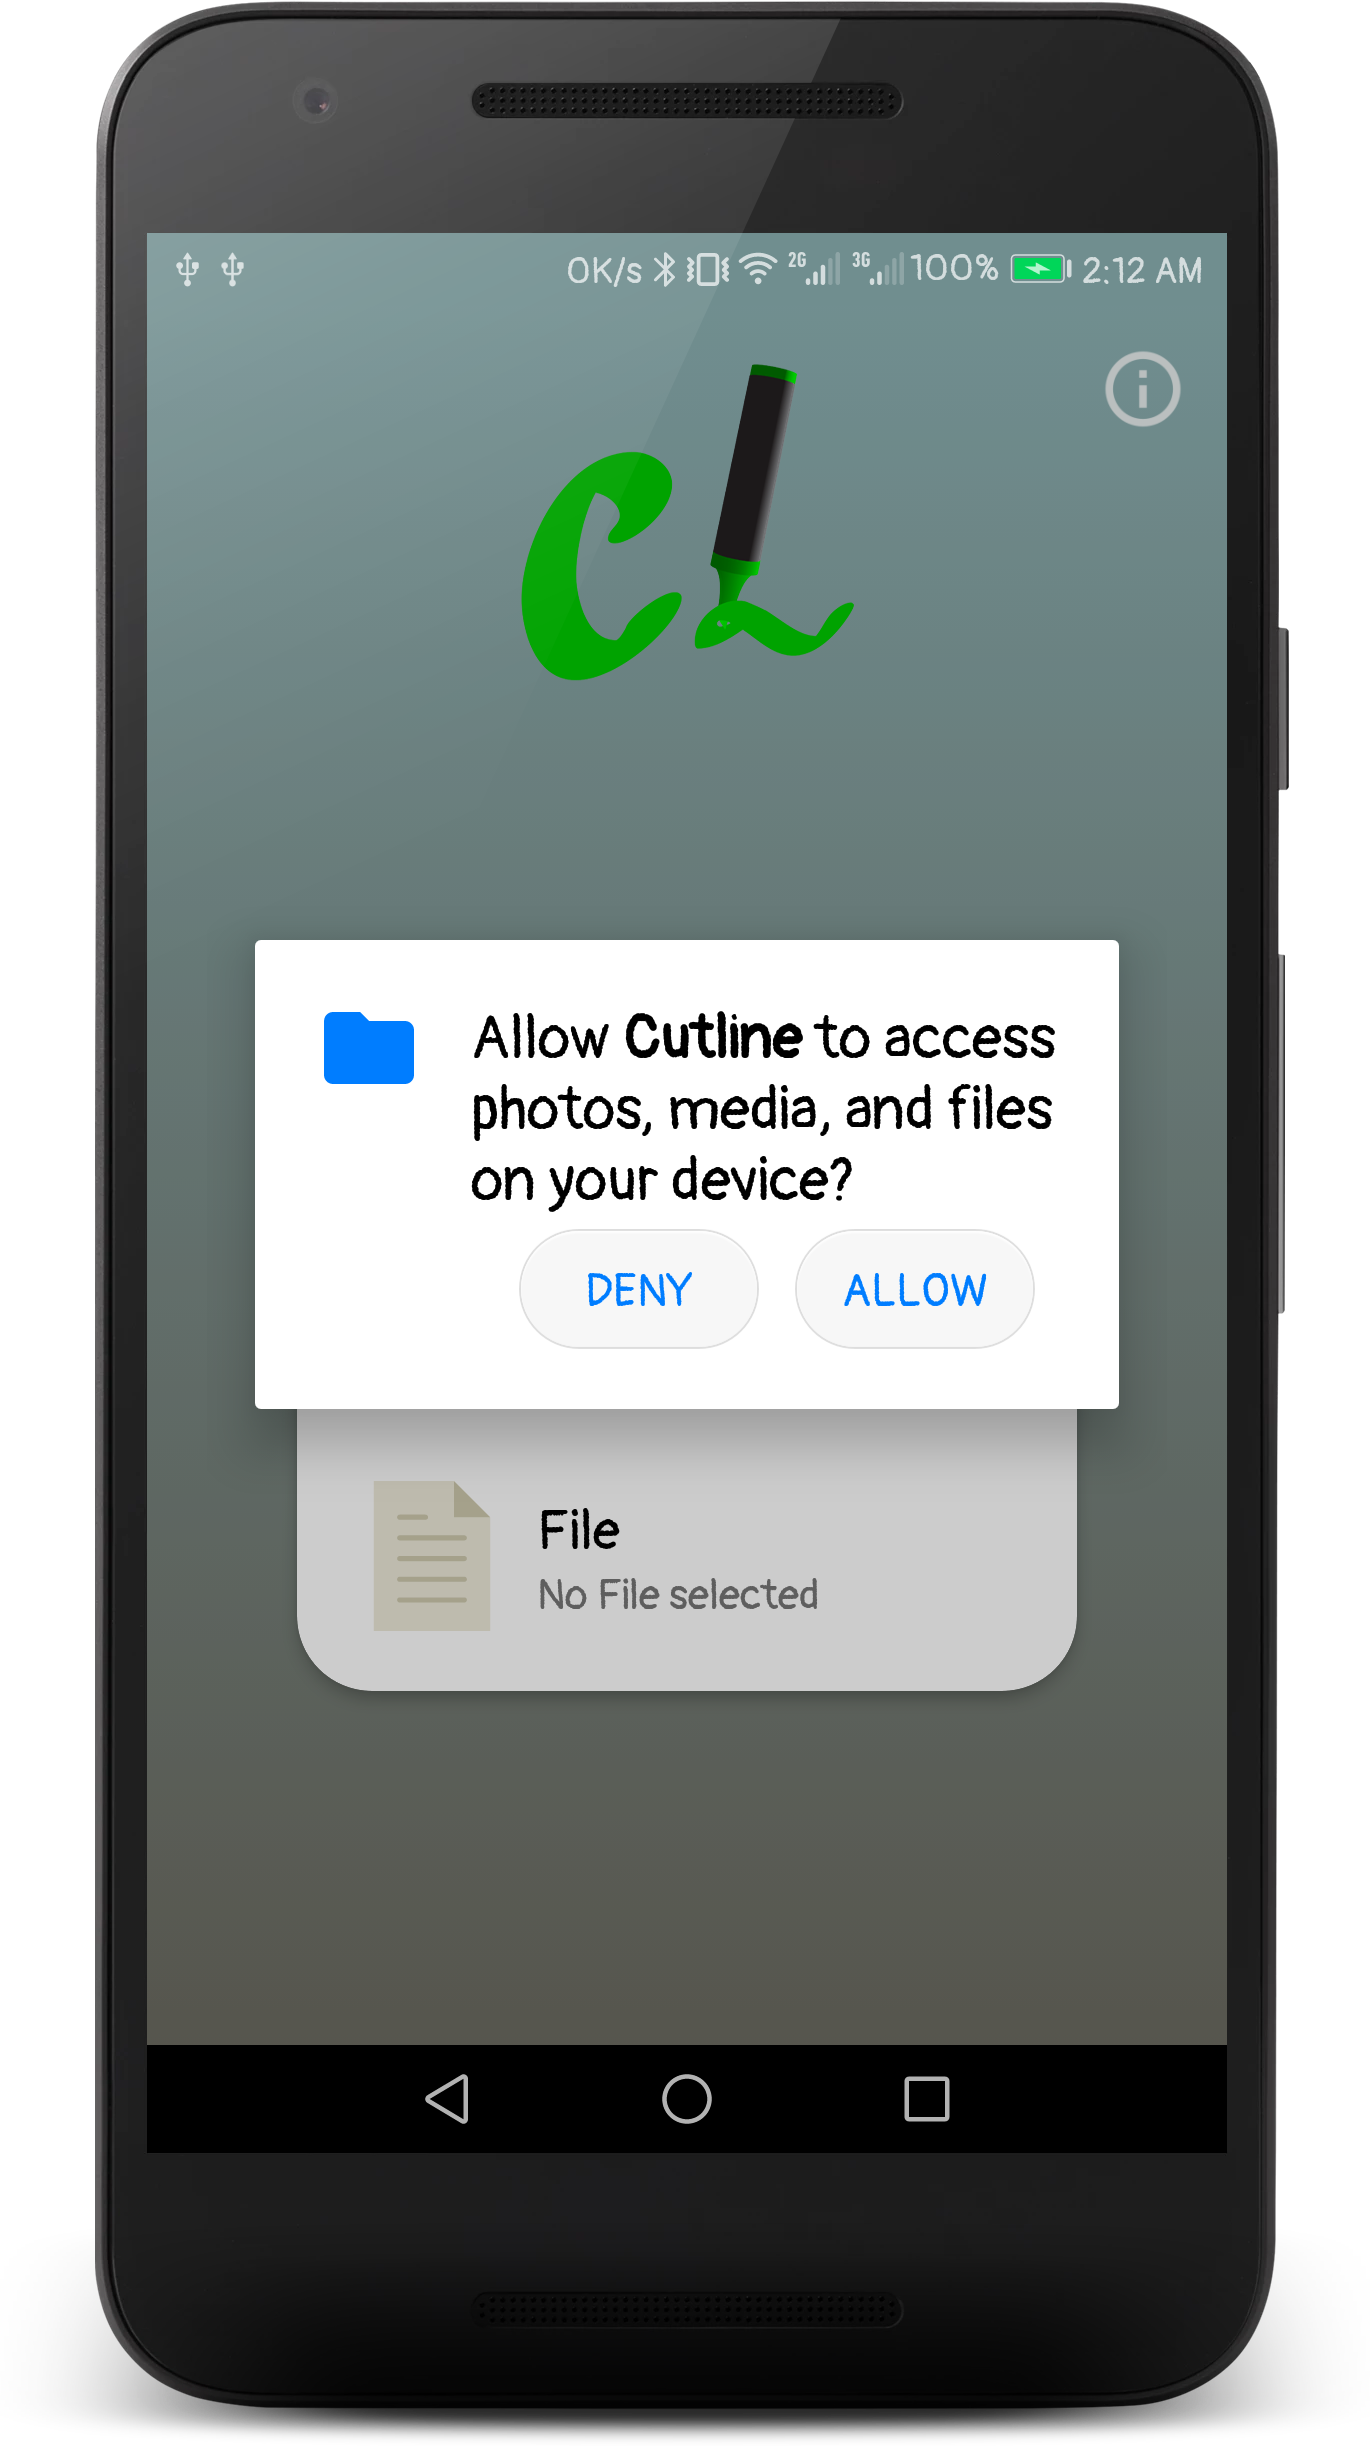 0K/s 2G 3G 100% 2:12 AM
CL
Allow Cutline to access
photos, media, and files
on your device?
DENY ALLOW
File
No File selected